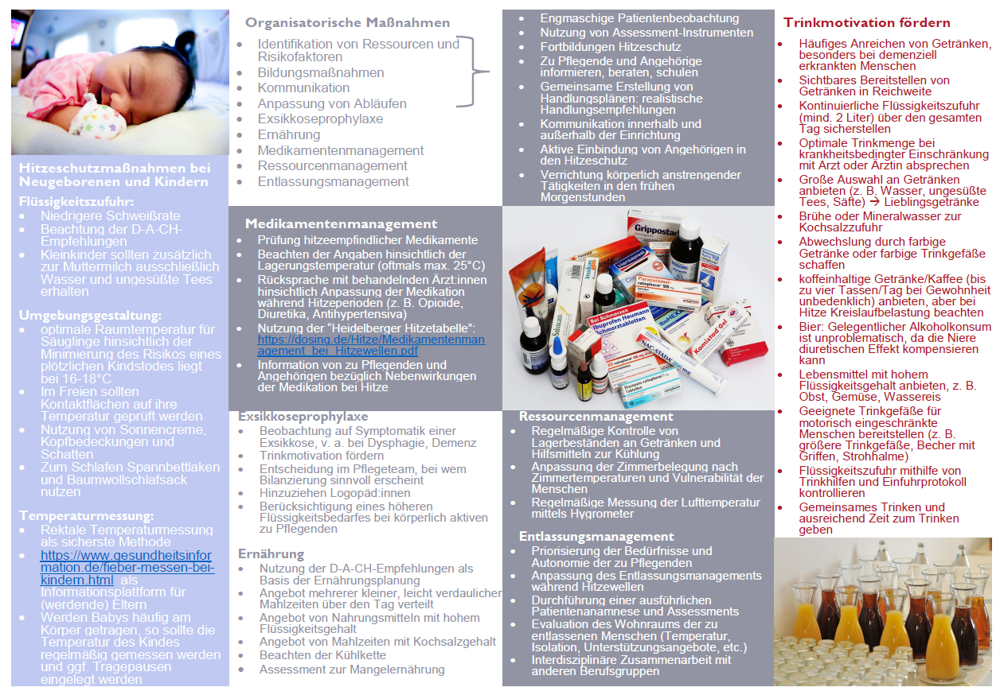 Hitzeschutzmaßnahmen bei
Neugeborenen und Kindern
Flüssigkeitszufuhr:
• Niedrigere Schweißrate
• Beachtung der D-A-CH-
Empfehlungen
• Kleinkinder sollten zusätzlich
zur Muttermilch ausschließlich
Wasser und ungesüßte Tees
erhalten
Umgebungsgestaltung:
• optimale Raumtemperatur für
Säuglinge hinsichtlich der
Minimierung des Risikos eines
plötzlichen Kindstodes liegt
bei 16-18°C
• Im Freien sollten
Kontaktflächen auf ihre
Temperatur geprüft werden
• Nutzung von Sonnencreme,
Kopfbedeckungen und
Schatten
• Zum Schlafen Spannbettlaken
und Baumwollschlafsack
nutzen
Temperaturmessung:
• Rektale Temperaturmessung
als sicherste Methode
• https://www.gesundheitsinfor
mation.de/fieber-messen-bei-
kindern.html als
Informationsplattform für
(werdende) Eltern
• Werden Babys häufig am
Körper getragen, so sollte die
Temperatur des Kindes
regelmäßig gemessen werden
und ggf. Tragepausen
eingelegt werden
Organisatorische Maßnahmen
• Identifikation von Ressourcen und
Risikofaktoren
• Bildungsmaßnahmen
• Kommunikation
• Anpassung von Abläufen
• Exsikkoseprophylaxe
• Ernährung
• Medikamentenmanagement
• Ressourcenmanagement
• Entlassungsmanagement
• Engmaschige Patientenbeobachtung
• Nutzung von Assessment-Instrumenten
• Fortbildungen Hitzeschutz
• Zu Pflegende und Angehörige
informieren, beraten, schulen
• Gemeinsame Erstellung von
Handlungsplänen: realistische
Handlungsempfehlungen
• Kommunikation innerhalb und
außerhalb der Einrichtung
• Aktive Einbindung von Angehörigen in
den Hitzeschutz
• Verrichtung körperlich anstrengender
Tätigkeiten in den frühen
Morgenstunden
Medikamentenmanagement
• Prüfung hitzeempfindlicher Medikamente
• Beachten der Angaben hinsichtlich der
Lagerungstemperatur (oftmals max. 25°C)
• Rücksprache mit behandelnden Ärzt:innen
hinsichtlich Anpassung der Medikation
während Hitzeperioden (z. B. Opioide,
Diuretika, Antihypertensiva)
• Nutzung der “Heidelberger Hitzetabelle”:
https://dosing.de/Hitze/Medikamentenman
agement_bei_Hitzewellen.pdf
• Information von zu Pflegenden und
Angehörigen bezüglich Nebenwirkungen
der Medikation bei Hitze
Grippostad
Hansaplast
Imodium
Paracetamol-
ratiopharm 500 mg
Bei Schmerzen
Ibuprofen Heumann
Schmerztabletten
IbuHEXAL
Kamistad Gel
NAC-STADA 200 mg
Exsikkoseprophylaxe
• Beobachtung auf Symptomatik einer
Exsikkose, v. a. bei Dysphagie, Demenz
• Trinkmotivation fördern
• Entscheidung im Pflegeteam, bei wem
Bilanzierung sinnvoll erscheint
• Hinzuziehen Logopäd:innen
• Berücksichtigung eines höheren
Flüssigkeitsbedarfes bei körperlich aktiven
zu Pflegenden
Ernährung
• Nutzung der D-A-CH-Empfehlungen als
Basis der Ernährungsplanung
• Angebot mehrerer kleiner, leicht verdaulicher
Mahlzeiten über den Tag verteilt
• Angebot von Nahrungsmitteln mit hohem
Flüssigkeitsgehalt
• Angebot von Mahlzeiten mit Kochsalzgehalt
• Beachten der Kühlkette
• Assessment zur Mangelernährung
Ressourcenmanagement
• Regelmäßige Kontrolle von
Lagerbeständen an Getränken und
Hilfsmitteln zur Kühlung
• Anpassung der Zimmerbelegung nach
Zimmertemperaturen und Vulnerabilität der
Menschen
• Regelmäßige Messung der Lufttemperatur
mittels Hygrometer
Entlassungsmanagement
• Priorisierung der Bedürfnisse und
Autonomie der zu Pflegenden
• Anpassung des Entlassungsmanagements
während Hitzewellen
• Durchführung einer ausführlichen
Patientenanamnese und Assessments
• Evaluation des Wohnraums der zu
entlassenen Menschen (Temperatur,
Isolation, Unterstützungsangebote, etc.)
• Interdisziplinäre Zusammenarbeit mit
anderen Berufsgruppen
Trinkmotivation fördern
• Häufiges Anreichen von Getränken,
besonders bei demenziell
erkrankten Menschen
• Sichtbares Bereitstellen von
Getränken in Reichweite
• Kontinuierliche Flüssigkeitszufuhr
(mind. 2 Liter) über den gesamten
Tag sicherstellen
• Optimale Trinkmenge bei
krankheitsbedingter Einschränkung
mit Arzt oder Ärztin absprechen
• Große Auswahl an Getränken
anbieten (z. B. Wasser, ungesüßte
Tees, Säfte) → Lieblingsgetränke
• Brühe oder Mineralwasser zur
Kochsalzzufuhr
• Abwechslung durch farbige
Getränke oder farbige Trinkgefäße
schaffen
• koffeinhaltige Getränke/Kaffee (bis
zu vier Tassen/Tag bei Gewohnheit
unbedenklich) anbieten, aber bei
Hitze Kreislaufbelastung beachten
• Bier: Gelegentlicher Alkoholkonsum
ist unproblematisch, da die Niere
diuretischen Effekt kompensieren
kann
• Lebensmittel mit hohem
Flüssigkeitsgehalt anbieten, z. B.
Obst, Gemüse, Wassereis
• Geeignete Trinkgefäße für
motorisch eingeschränkte
Menschen bereitstellen (z. B.
größere Trinkgefäße, Becher mit
Griffen, Strohhalme)
• Flüssigkeitszufuhr mithilfe von
Trinkhilfen und Einfuhrprotokoll
kontrollieren
• Gemeinsames Trinken und
ausreichend Zeit zum Trinken
geben